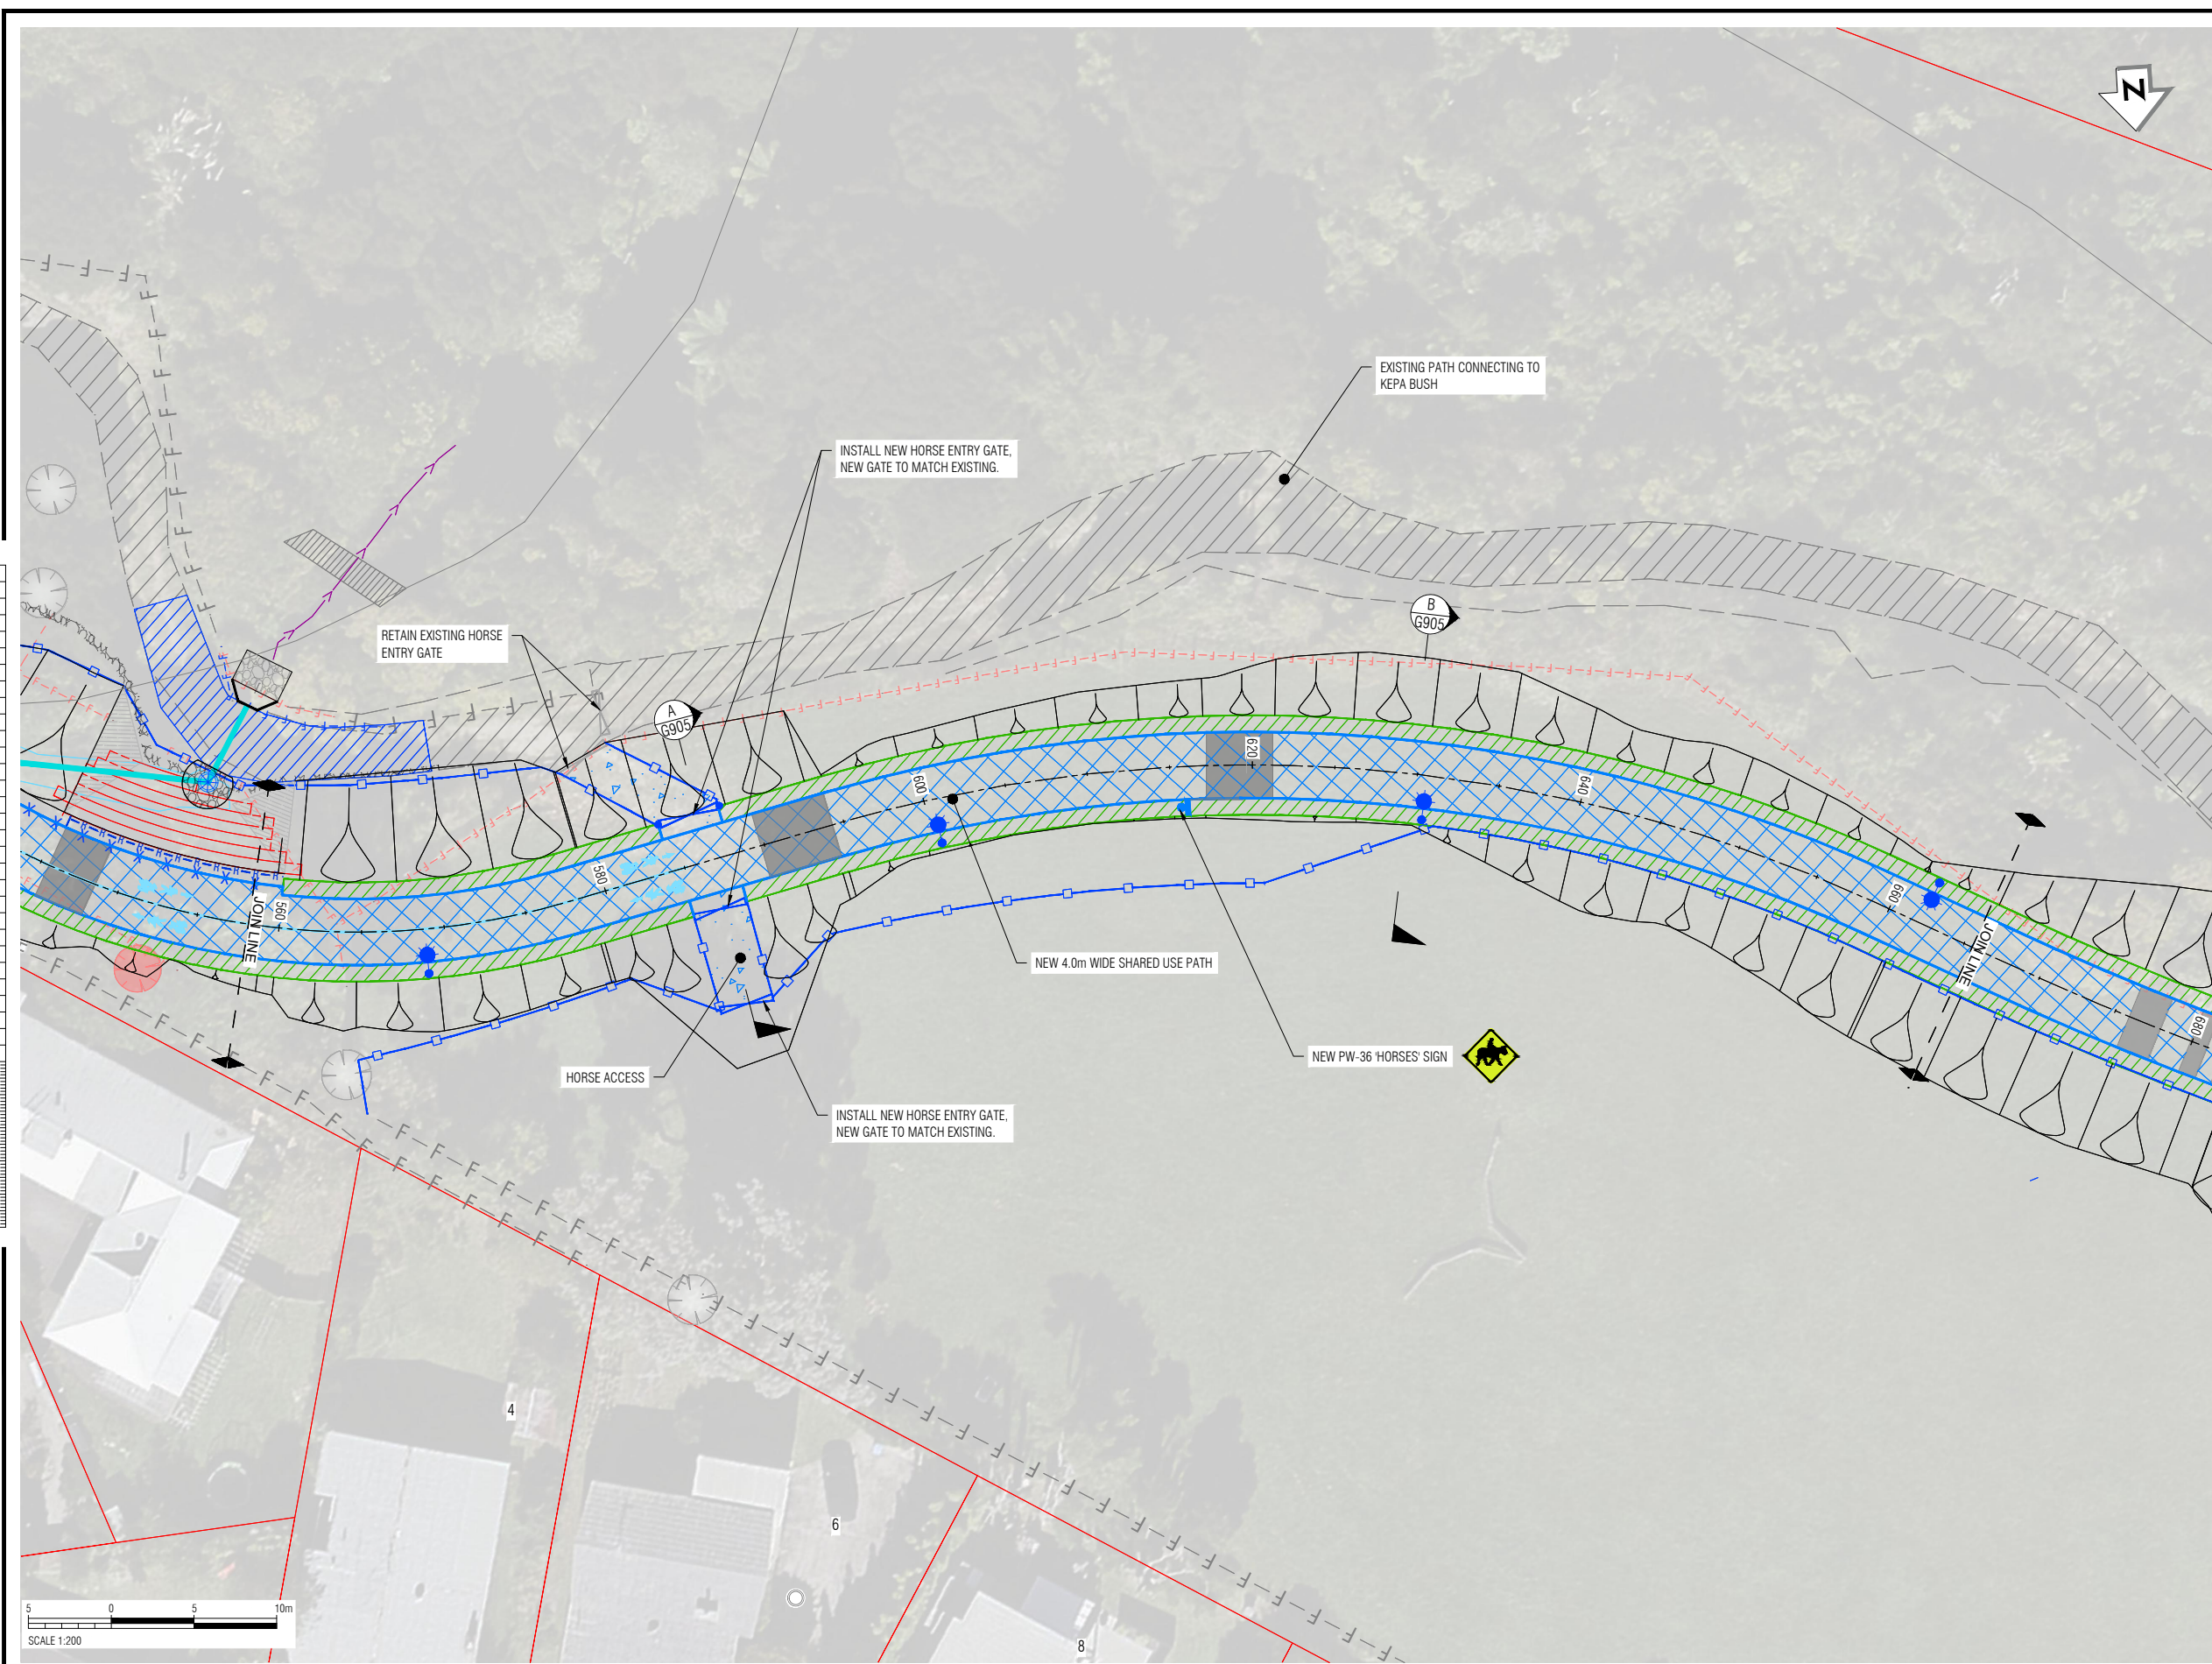 N
EXISTING PATH CONNECTING TO
KEPA BUSH
INSTALL NEW HORSE ENTRY GATE,
NEW GATE TO MATCH EXISTING.
RETAIN EXISTING HORSE
ENTRY GATE
B
G905
A
G905
620
600
640
580
660
560
JOIN LINE
JOIN LINE
680
NEW 4.0m WIDE SHARED USE PATH
NEW PW-36 'HORSES' SIGN
HORSE ACCESS
INSTALL NEW HORSE ENTRY GATE,
NEW GATE TO MATCH EXISTING.
4
6
8
5 0 5 10m
SCALE 1:200